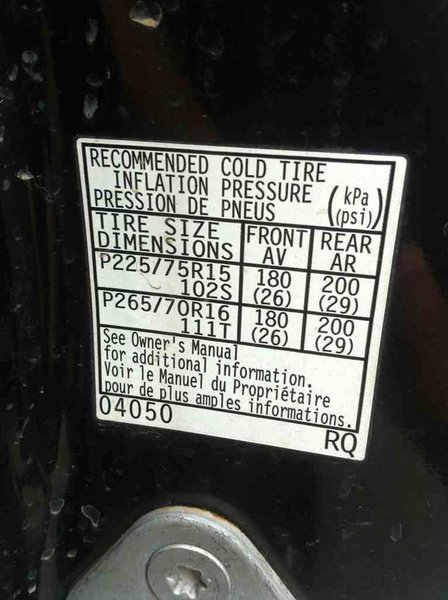 RECOMMENDED COLD TIRE
INFLATION PRESSURE (kPa
PRESSION DE PNEUS (psi))
TIRE SIZE FRONT REAR
DIMENSIONS AV AR
P225/75R15 180 200
102S (26) (29)
P265/70R16 180 200
111T (26) (29)
See Owner's Manual
for additional information.
Voir le Manuel du Propriétaire
pour de plus amples informations.
04050 RQ